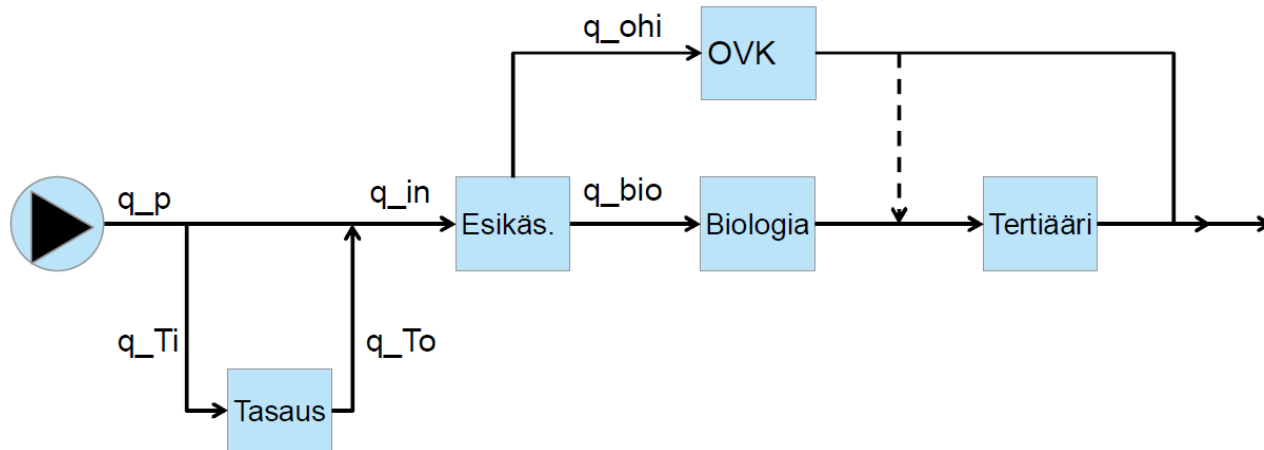 q_ohi
OVK
q_p
q_in
Esikäs.
q_bio
Biologia
Tertiääri
q_Ti
q_To
Tasaus